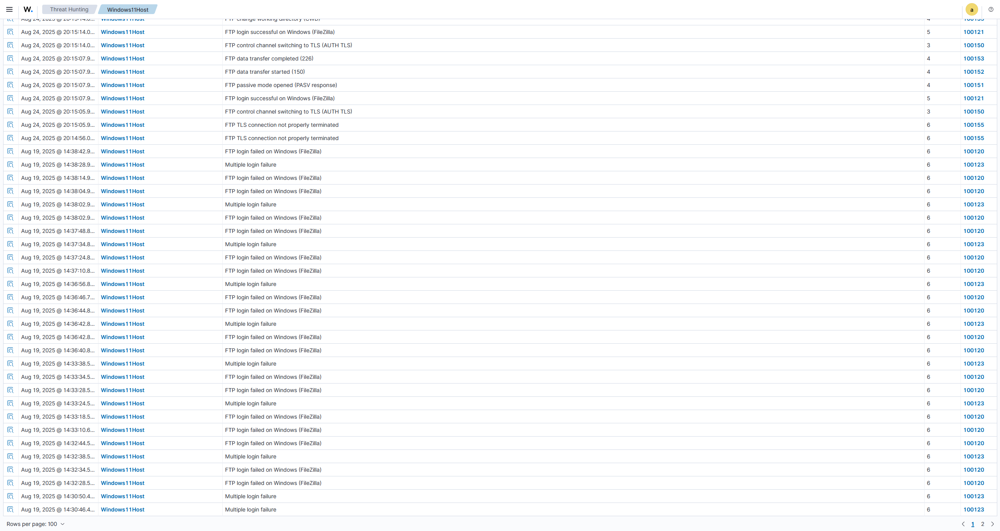 W. Threat Hunting Windows11Host a
Aug 24, 2025 @ 20:15:14.0... Windows11Host FTP change working directory (CWD) 4
Aug 24, 2025 @ 20:15:14.0... Windows11Host FTP login successful on Windows (FileZilla) 5 100121
Aug 24, 2025 @ 20:15:14.0... Windows11Host FTP control channel switching to TLS (AUTH TLS) 3 100150
Aug 24, 2025 @ 20:15:07.9... Windows11Host FTP data transfer completed (226) 4 100153
Aug 24, 2025 @ 20:15:07.9... Windows11Host FTP data transfer started (150) 4 100152
Aug 24, 2025 @ 20:15:07.9... Windows11Host FTP passive mode opened (PASV response) 4 100151
Aug 24, 2025 @ 20:15:07.9... Windows11Host FTP login successful on Windows (FileZilla) 5 100121
Aug 24, 2025 @ 20:15:05.9... Windows11Host FTP control channel switching to TLS (AUTH TLS) 3 100150
Aug 24, 2025 @ 20:15:05.9... Windows11Host FTP TLS connection not properly terminated 6 100155
Aug 24, 2025 @ 20:14:56.0... Windows11Host FTP TLS connection not properly terminated 6 100155
Aug 19, 2025 @ 14:38:42.9... Windows11Host FTP login failed on Windows (FileZilla) 6 100120
Aug 19, 2025 @ 14:38:28.9... Windows11Host Multiple login failure 6 100123
Aug 19, 2025 @ 14:38:14.9... Windows11Host FTP login failed on Windows (FileZilla) 6 100120
Aug 19, 2025 @ 14:38:04.9... Windows11Host FTP login failed on Windows (FileZilla) 6 100120
Aug 19, 2025 @ 14:38:02.9... Windows11Host Multiple login failure 6 100123
Aug 19, 2025 @ 14:38:02.9... Windows11Host FTP login failed on Windows (FileZilla) 6 100120
Aug 19, 2025 @ 14:37:48.8... Windows11Host FTP login failed on Windows (FileZilla) 6 100120
Aug 19, 2025 @ 14:37:34.8... Windows11Host Multiple login failure 6 100123
Aug 19, 2025 @ 14:37:24.8... Windows11Host FTP login failed on Windows (FileZilla) 6 100120
Aug 19, 2025 @ 14:37:10.8... Windows11Host FTP login failed on Windows (FileZilla) 6 100120
Aug 19, 2025 @ 14:36:56.8... Windows11Host Multiple login failure 6 100123
Aug 19, 2025 @ 14:36:46.7... Windows11Host FTP login failed on Windows (FileZilla) 6 100120
Aug 19, 2025 @ 14:36:44.8... Windows11Host FTP login failed on Windows (FileZilla) 6 100120
Aug 19, 2025 @ 14:36:42.8... Windows11Host Multiple login failure 6 100123
Aug 19, 2025 @ 14:36:42.8... Windows11Host FTP login failed on Windows (FileZilla) 6 100120
Aug 19, 2025 @ 14:36:40.8... Windows11Host FTP login failed on Windows (FileZilla) 6 100120
Aug 19, 2025 @ 14:33:38.5... Windows11Host Multiple login failure 6 100123
Aug 19, 2025 @ 14:33:34.5... Windows11Host FTP login failed on Windows (FileZilla) 6 100120
Aug 19, 2025 @ 14:33:28.5... Windows11Host FTP login failed on Windows (FileZilla) 6 100120
Aug 19, 2025 @ 14:33:24.5... Windows11Host Multiple login failure 6 100123
Aug 19, 2025 @ 14:33:18.5... Windows11Host FTP login failed on Windows (FileZilla) 6 100120
Aug 19, 2025 @ 14:33:10.6... Windows11Host FTP login failed on Windows (FileZilla) 6 100120
Aug 19, 2025 @ 14:32:44.5... Windows11Host FTP login failed on Windows (FileZilla) 6 100120
Aug 19, 2025 @ 14:32:38.5... Windows11Host Multiple login failure 6 100123
Aug 19, 2025 @ 14:32:34.5... Windows11Host FTP login failed on Windows (FileZilla) 6 100120
Aug 19, 2025 @ 14:32:28.5... Windows11Host FTP login failed on Windows (FileZilla) 6 100120
Aug 19, 2025 @ 14:30:50.4... Windows11Host Multiple login failure 6 100123
Aug 19, 2025 @ 14:30:46.4... Windows11Host Multiple login failure 6 100123
Rows per page: 100 1 2